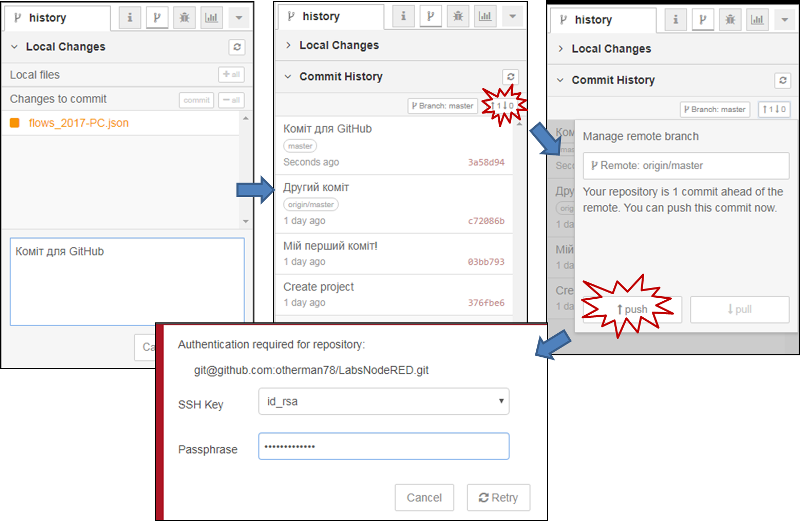 history
Local Changes
Local files
+ all
Changes to commit
commit
− all
flows_2017-PC.json
Коміт для GitHub
history
Local Changes
Commit History
Branch: master
↑1↓0
Коміт для GitHub
master
Seconds ago
3a58d94
Другий коміт
origin/master
1 day ago
c72086b
Мій перший коміт!
1 day ago
03bb793
Create project
1 day ago
376fbe6
history
Local Changes
Commit History
Branch: master
↑1↓0
Manage remote branch
Remote: origin/master
Your repository is 1 commit ahead of the
remote. You can push this commit now.
↑ push
↓ pull
Authentication required for repository:
git@github.com:otherman78/LabsNodeRED.git
SSH Key
id_rsa
Passphrase
•••••••••••••
Cancel
Retry